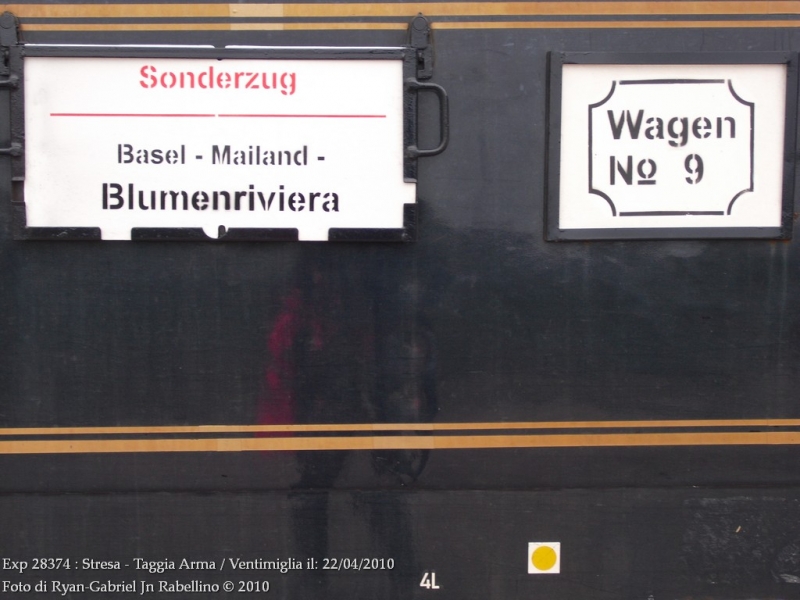 Sonderzug
Basel - Mailand -
Blumenriviera
Wagen
Nº 9
4L
Exp 28374 : Stresa - Taggia Arma / Ventimiglia il: 22/04/2010
Foto di Ryan-Gabriel Jn Rabellino © 2010